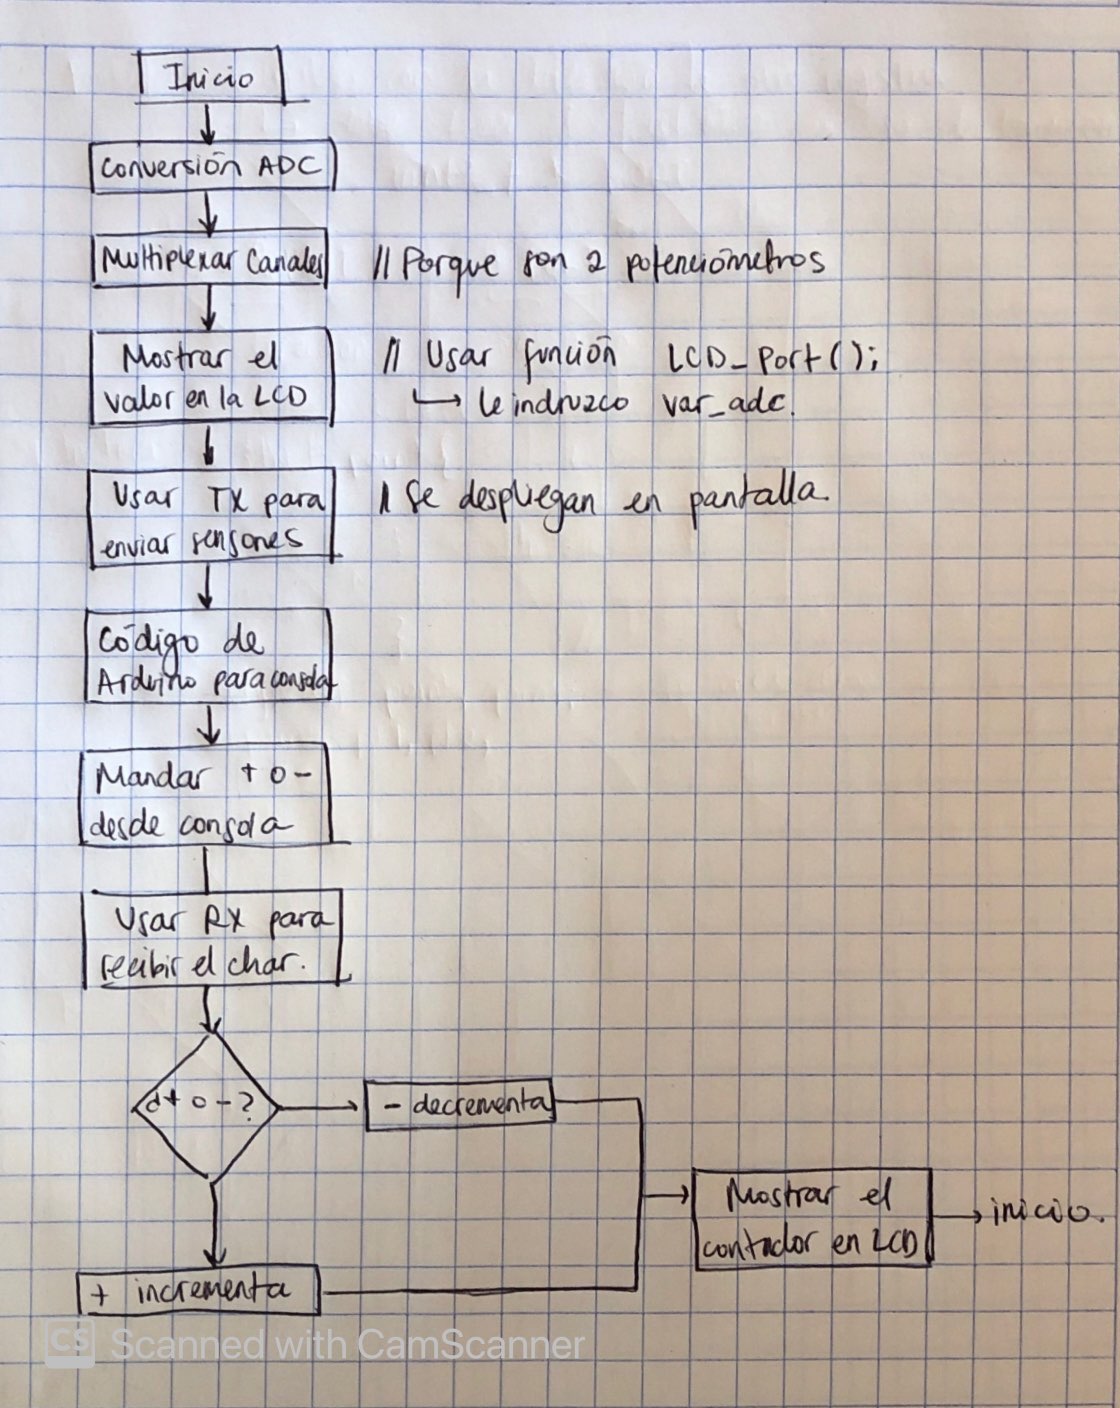 Inicio
Conversión ADC
Multiplexar Canales // Porque son 2 potenciómetros
Mostrar el
valor en la LCD
// Usar función LCD_Port();
↳ le indruzco var_adc.
Usar TX para
enviar sensores
\\ Se despliegan en pantalla.
Código de
Arduino para consola
Mandar + o -
desde consola
Usar RX para
recibir el char.
¿+ o -?
- decrementa
Mostrar el
contador en LCD
inicio.
+ incrementa
CS Scanned with CamScanner